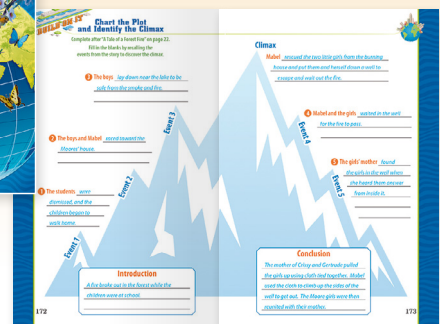 BUILD ON IT
Chart the Plot
and Identify the Climax
Complete after "A Tale of a Forest Fire" on page 22.
Fill in the blanks by recalling the
events from the story to discover the climax.
3 The boys lay down near the lake to be
safe from the smoke and fire.
2 The boys and Mabel raced toward the
Moores' house.
1 The students were
dismissed, and the
children began to
walk home.
Event 1
Event 2
Event 3
Introduction
A fire broke out in the forest while the
children were at school.
172
Climax
Mabel rescued the two little girls from the burning
house and put them and herself down a well to
escape and wait out the fire.
4 Mabel and the girls waited in the well
for the fire to pass.
5 The girls' mother found
the girls in the well when
she heard them answer
from inside it.
Event 4
Event 5
Conclusion
The mother of Crissy and Gertrude pulled
the girls up using cloth tied together. Mabel
used the cloth to climb up the sides of the
well to get out. The Moore girls were then
reunited with their mother.
173